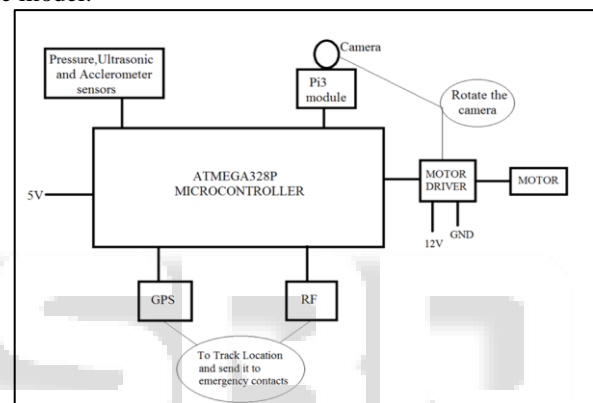 Pressure,Ultrasonic
and Acclerometer
sensors
Camera
Pi3
module
Rotate the
camera
ATMEGA328P
MICROCONTROLLER
5V
MOTOR
DRIVER
MOTOR
12V
GND
GPS
RF
To Track Location
and send it to
emergency contacts